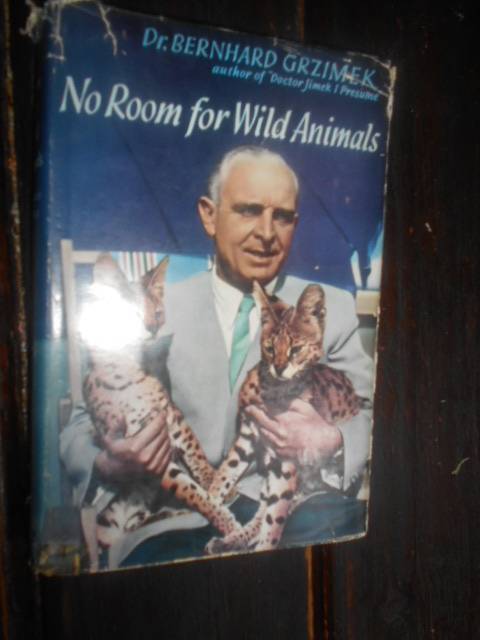 Dr. BERNHARD GRZIMEK
author of 'Doctor Jimek I Presume'
No Room for Wild Animals